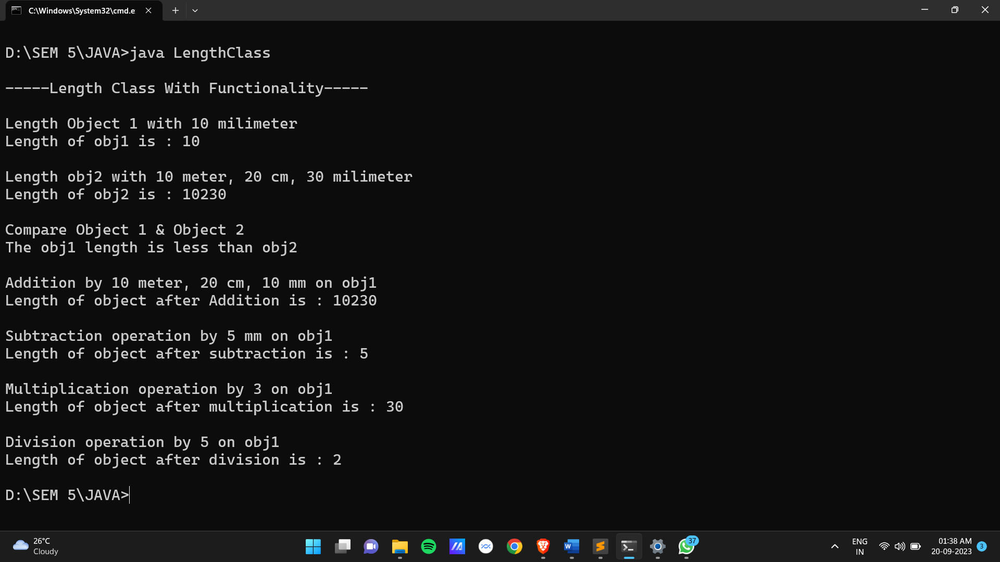 C:\Windows\System32\cmd.e
D:\SEM 5\JAVA>java LengthClass
-----Length Class With Functionality-----
Length Object 1 with 10 milimeter
Length of obj1 is : 10
Length obj2 with 10 meter, 20 cm, 30 milimeter
Length of obj2 is : 10230
Compare Object 1 & Object 2
The obj1 length is less than obj2
Addition by 10 meter, 20 cm, 10 mm on obj1
Length of object after Addition is : 10230
Subtraction operation by 5 mm on obj1
Length of object after subtraction is : 5
Multiplication operation by 3 on obj1
Length of object after multiplication is : 30
Division operation by 5 on obj1
Length of object after division is : 2
D:\SEM 5\JAVA>
26°C
Cloudy
W
37
ENG
IN
01:38 AM
20-09-2023
3